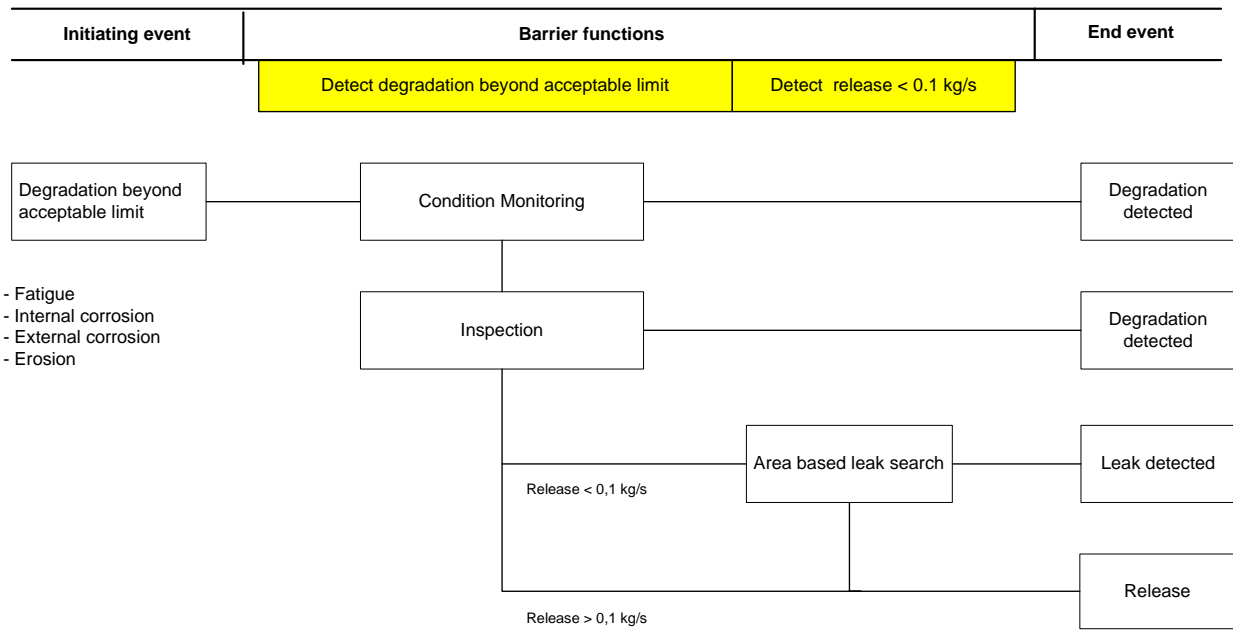 Initiating event
Barrier functions
End event
Detect degradation beyond acceptable limit
Detect release < 0.1 kg/s
Degradation beyond
acceptable limit
Condition Monitoring
Degradation
detected
- Fatigue
- Internal corrosion
- External corrosion
- Erosion
Inspection
Degradation
detected
Area based leak search
Leak detected
Release < 0,1 kg/s
Release
Release > 0,1 kg/s